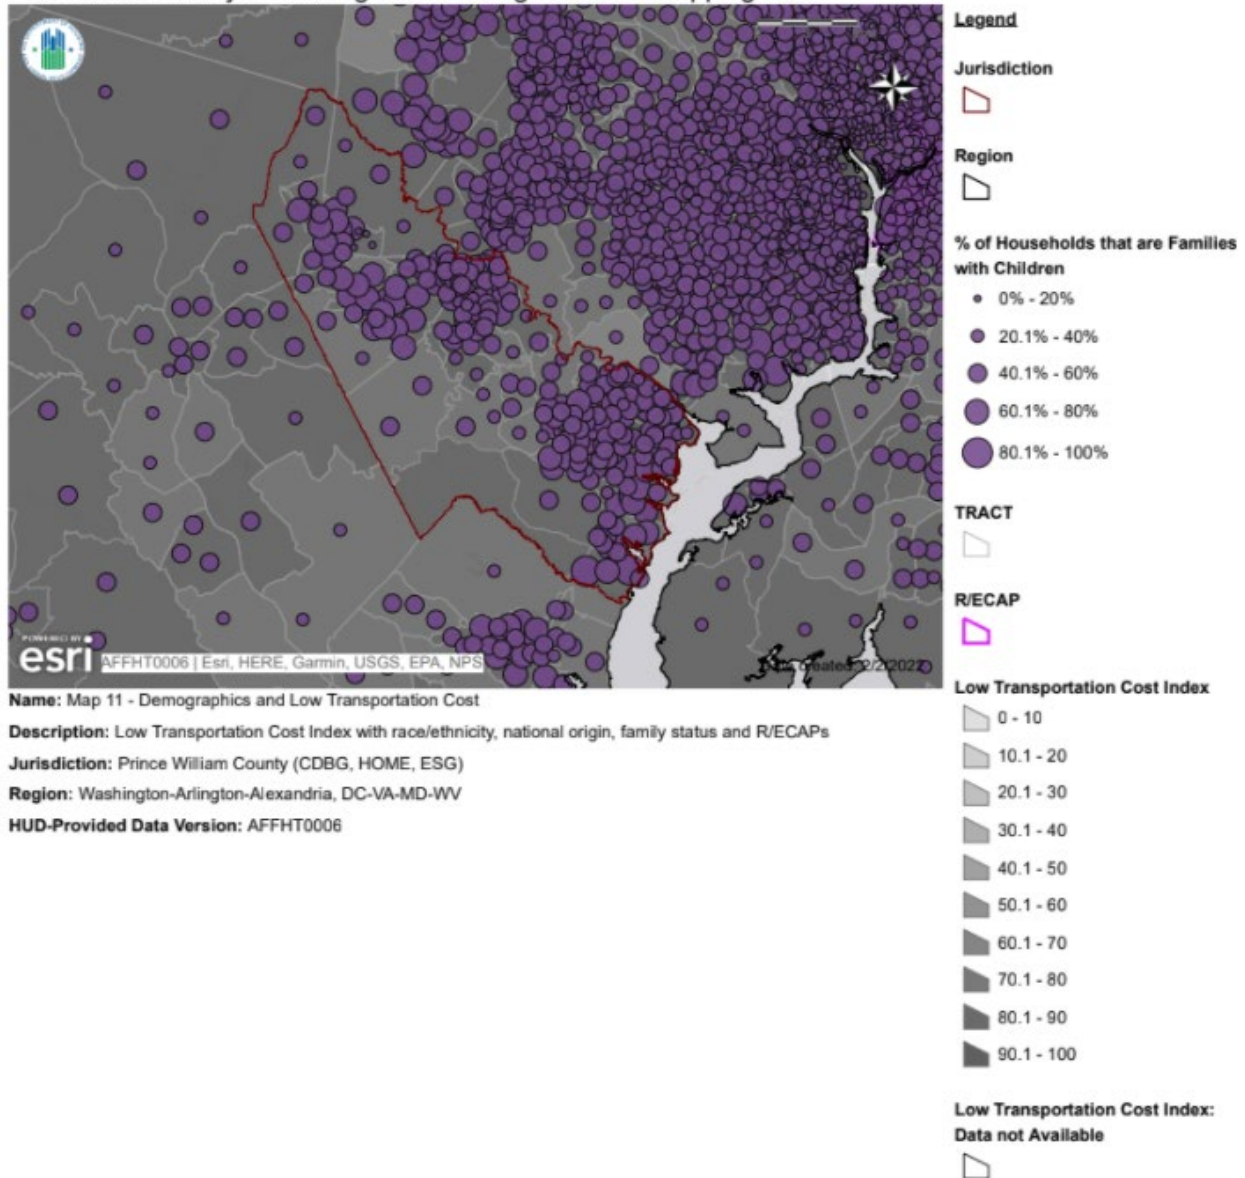 Legend
Jurisdiction
Region
% of Households that are Families
with Children
0% - 20%
20.1% - 40%
40.1% - 60%
60.1% - 80%
80.1% - 100%
TRACT
R/ECAP
Low Transportation Cost Index
0 - 10
10.1 - 20
20.1 - 30
30.1 - 40
40.1 - 50
50.1 - 60
60.1 - 70
70.1 - 80
80.1 - 90
90.1 - 100
Low Transportation Cost Index:
Data not Available
POWERED BY
esri
AFFHT0006 | Esri, HERE, Garmin, USGS, EPA, NPS
created: 2/2/2022
Name: Map 11 - Demographics and Low Transportation Cost
Description: Low Transportation Cost Index with race/ethnicity, national origin, family status and R/ECAPs
Jurisdiction: Prince William County (CDBG, HOME, ESG)
Region: Washington-Arlington-Alexandria, DC-VA-MD-WV
HUD-Provided Data Version: AFFHT0006